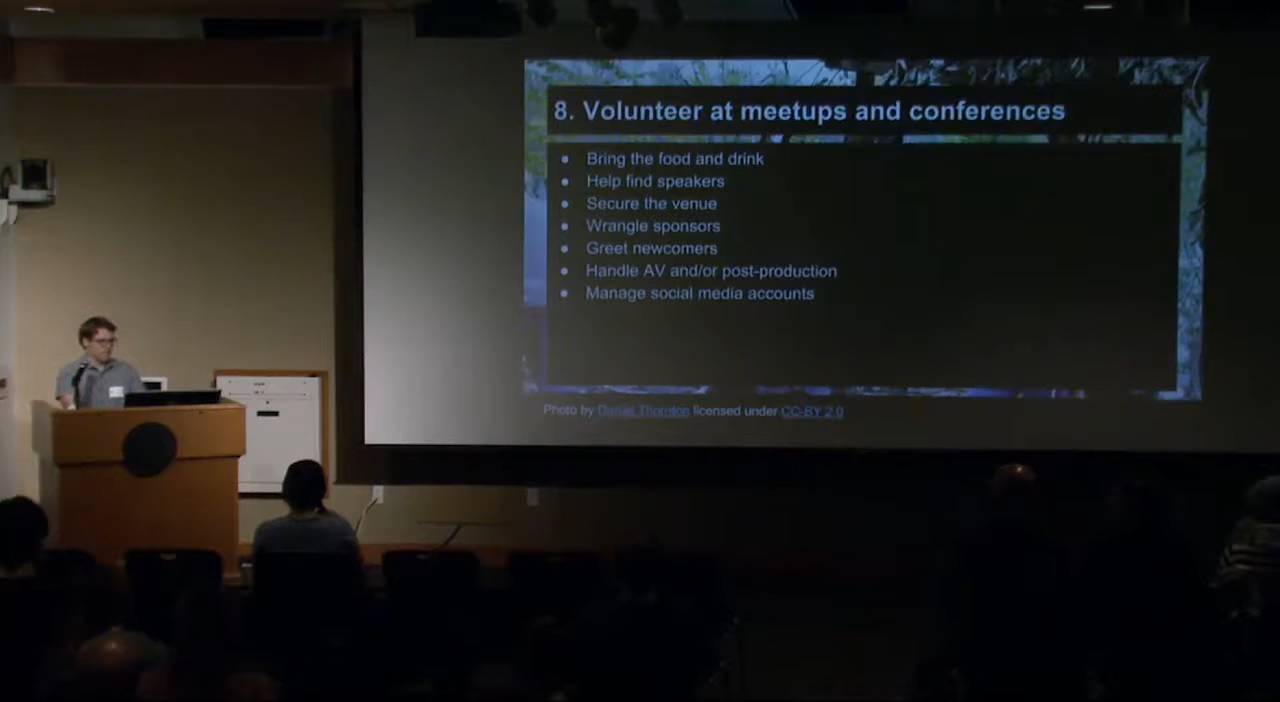 8. Volunteer at meetups and conferences
● Bring the food and drink
● Help find speakers
● Secure the venue
● Wrangle sponsors
● Greet newcomers
● Handle AV and/or post-production
● Manage social media accounts
Photo by Daniel Thornton licensed under CC-BY 2.0